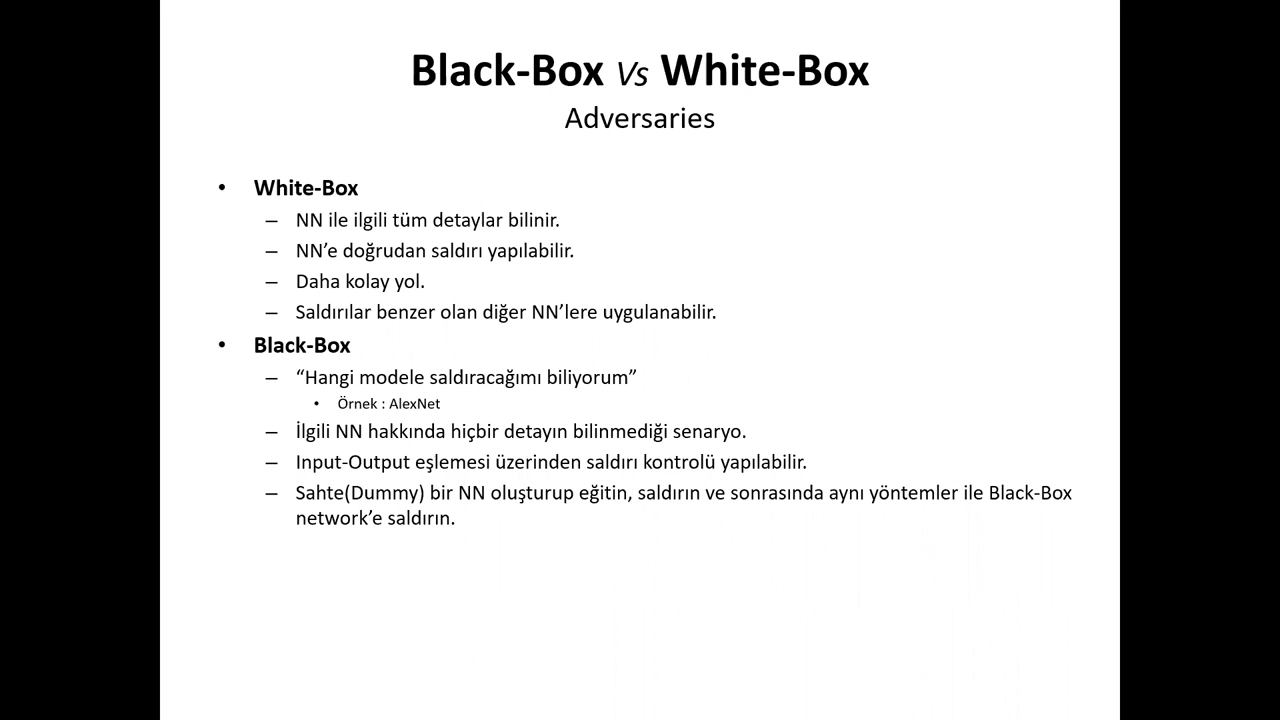 Black-Box Vs White-Box
Adversaries
• White-Box
– NN ile ilgili tüm detaylar bilinir.
– NN’e doğrudan saldırı yapılabilir.
– Daha kolay yol.
– Saldırılar benzer olan diğer NN’lere uygulanabilir.
• Black-Box
– “Hangi modele saldıracağımı biliyorum”
• Örnek : AlexNet
– İlgili NN hakkında hiçbir detayın bilinmediği senaryo.
– Input-Output eşlemesi üzerinden saldırı kontrolü yapılabilir.
– Sahte(Dummy) bir NN oluşturup eğitin, saldırın ve sonrasında aynı yöntemler ile Black-Box
network’e saldırın.